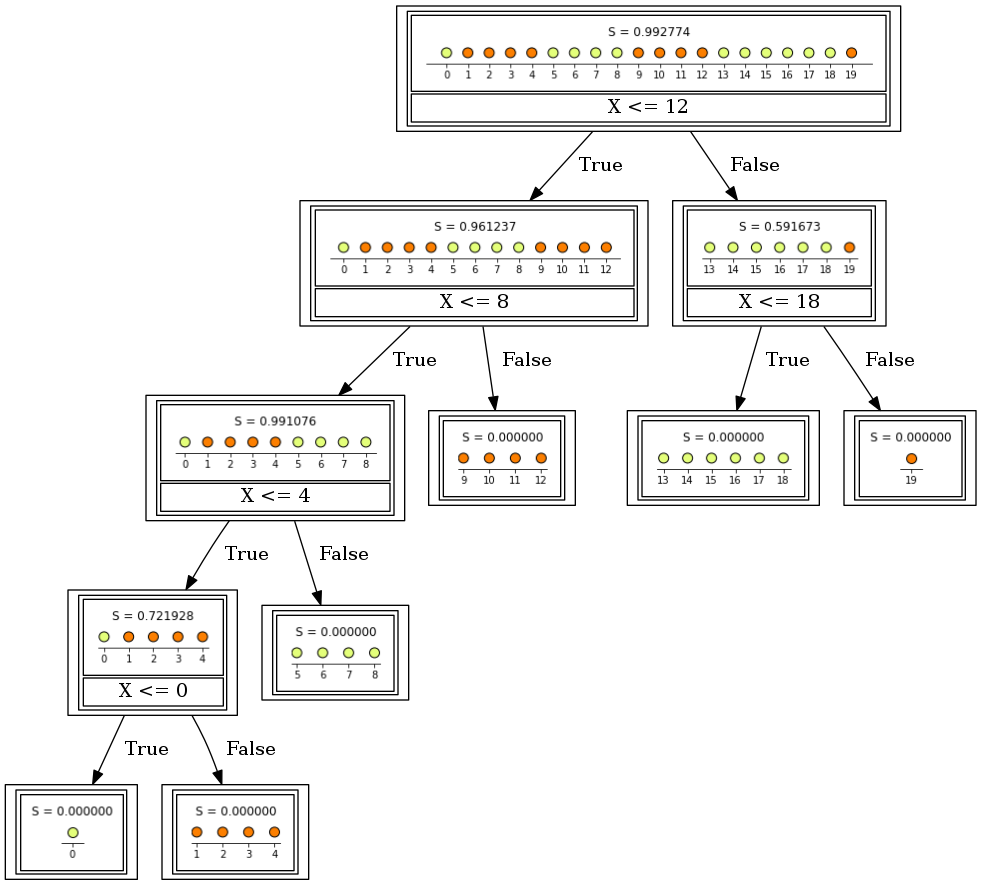 S = 0.992774
0 1 2 3 4 5 6 7 8 9 10 11 12 13 14 15 16 17 18 19
X <= 12
True
False
S = 0.961237
0 1 2 3 4 5 6 7 8 9 10 11 12
X <= 8
S = 0.591673
13 14 15 16 17 18 19
X <= 18
True
False
True
False
S = 0.991076
0 1 2 3 4 5 6 7 8
X <= 4
S = 0.000000
9 10 11 12
S = 0.000000
13 14 15 16 17 18
S = 0.000000
19
True
False
S = 0.721928
0 1 2 3 4
X <= 0
S = 0.000000
5 6 7 8
True
False
S = 0.000000
0
S = 0.000000
1 2 3 4